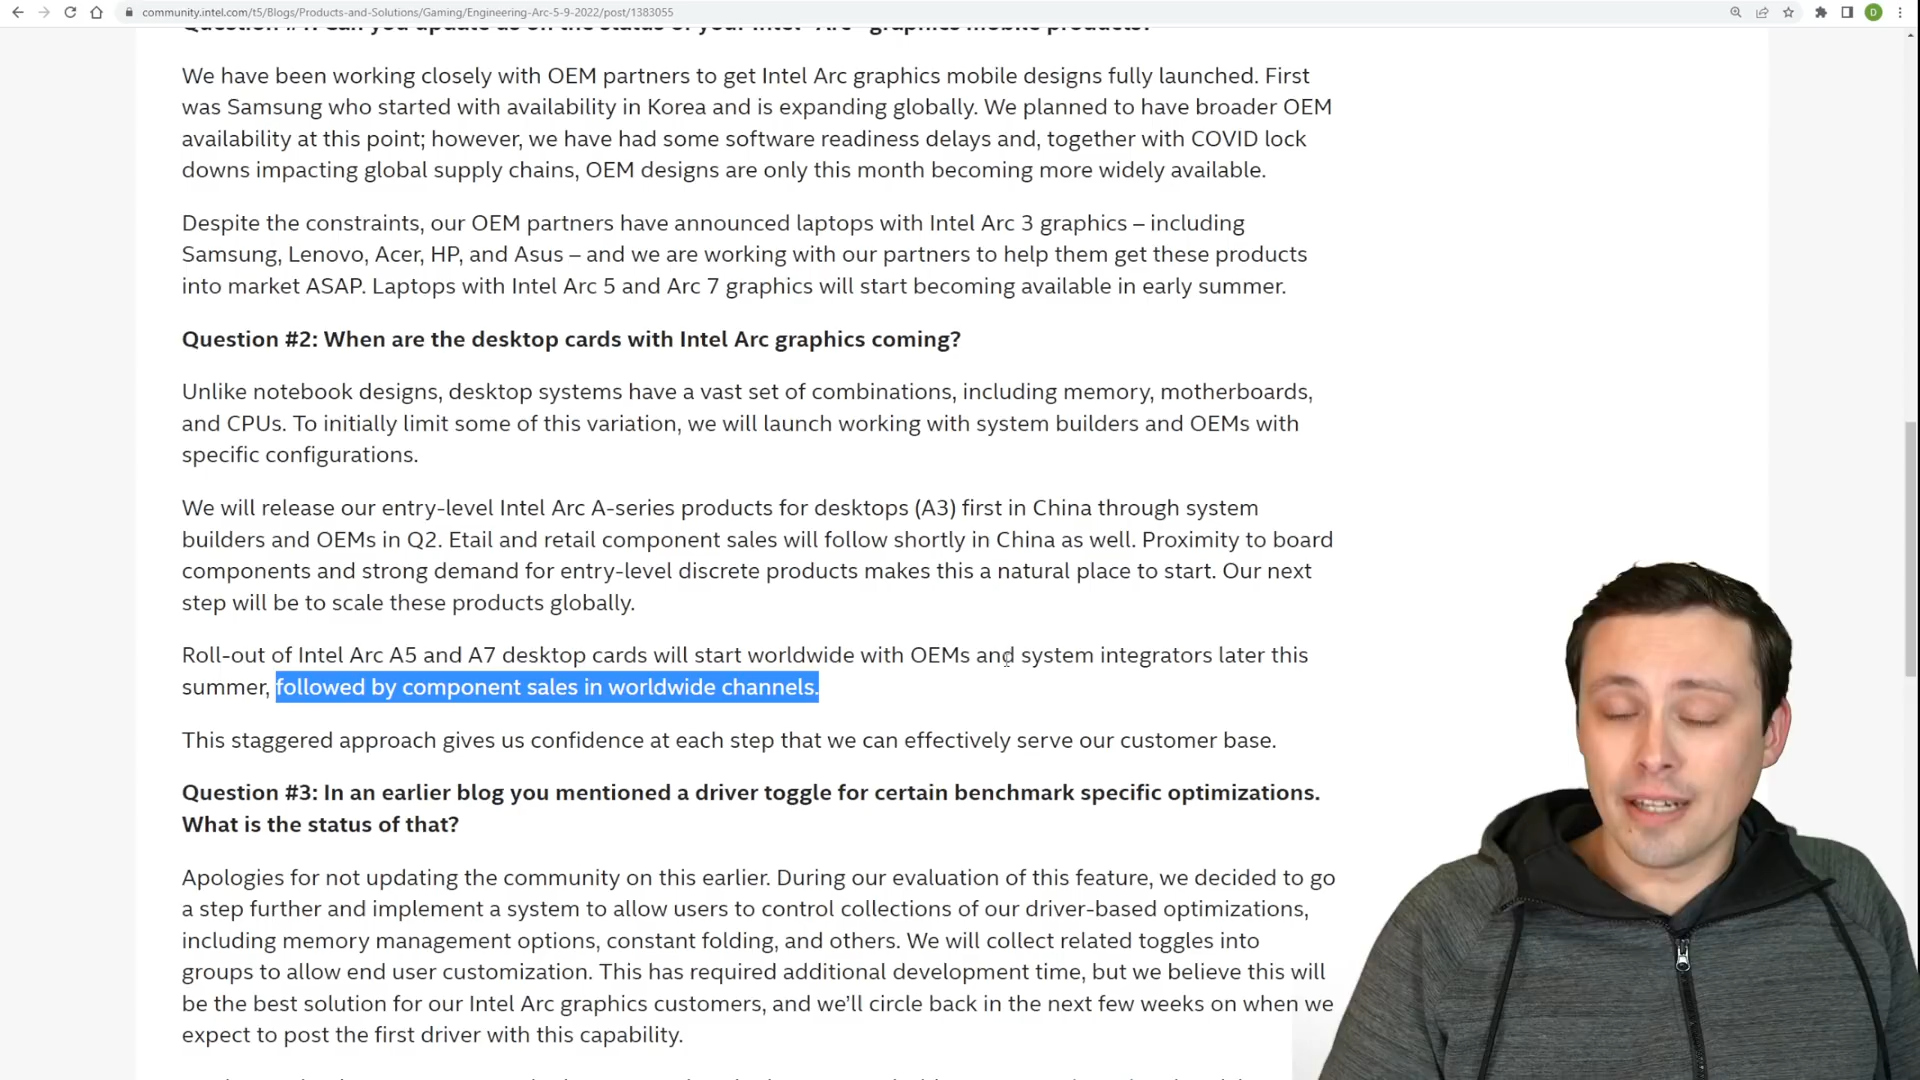 community.intel.com/t5/Blogs/Products-and-Solutions/Gaming/Engineering-Arc-5-9-2022/post/1383055
D
Can you update us on the status of your Intel Arc graphics mobile products?
We have been working closely with OEM partners to get Intel Arc graphics mobile designs fully launched. First
was Samsung who started with availability in Korea and is expanding globally. We planned to have broader OEM
availability at this point; however, we have had some software readiness delays and, together with COVID lock
downs impacting global supply chains, OEM designs are only this month becoming more widely available.
Despite the constraints, our OEM partners have announced laptops with Intel Arc 3 graphics – including
Samsung, Lenovo, Acer, HP, and Asus – and we are working with our partners to help them get these products
into market ASAP. Laptops with Intel Arc 5 and Arc 7 graphics will start becoming available in early summer.
Question #2: When are the desktop cards with Intel Arc graphics coming?
Unlike notebook designs, desktop systems have a vast set of combinations, including memory, motherboards,
and CPUs. To initially limit some of this variation, we will launch working with system builders and OEMs with
specific configurations.
We will release our entry-level Intel Arc A-series products for desktops (A3) first in China through system
builders and OEMs in Q2. Etail and retail component sales will follow shortly in China as well. Proximity to board
components and strong demand for entry-level discrete products makes this a natural place to start. Our next
step will be to scale these products globally.
Roll-out of Intel Arc A5 and A7 desktop cards will start worldwide with OEMs and system integrators later this
summer, followed by component sales in worldwide channels.
This staggered approach gives us confidence at each step that we can effectively serve our customer base.
Question #3: In an earlier blog you mentioned a driver toggle for certain benchmark specific optimizations.
What is the status of that?
Apologies for not updating the community on this earlier. During our evaluation of this feature, we decided to go
a step further and implement a system to allow users to control collections of our driver-based optimizations,
including memory management options, constant folding, and others. We will collect related toggles into
groups to allow end user customization. This has required additional development time, but we believe this will
be the best solution for our Intel Arc graphics customers, and we'll circle back in the next few weeks on when we
expect to post the first driver with this capability.